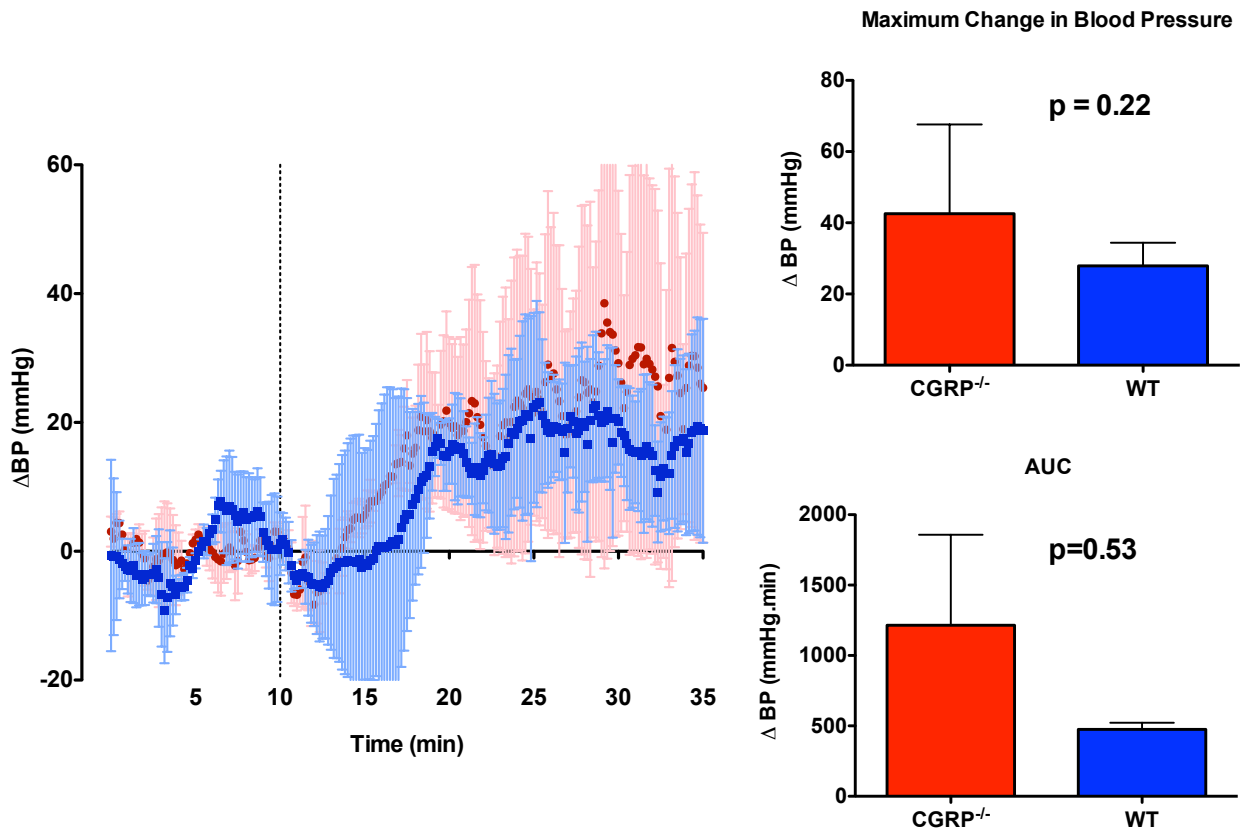 Maximum Change in Blood Pressure
80
60
40
20
0
Δ BP (mmHg)
p = 0.22
CGRP-/-
WT
60
40
20
0
-20
ΔBP (mmHg)
5
10
15
20
25
30
35
Time (min)
AUC
2000
1500
1000
500
0
Δ BP (mmHg.min)
p=0.53
CGRP-/-
WT